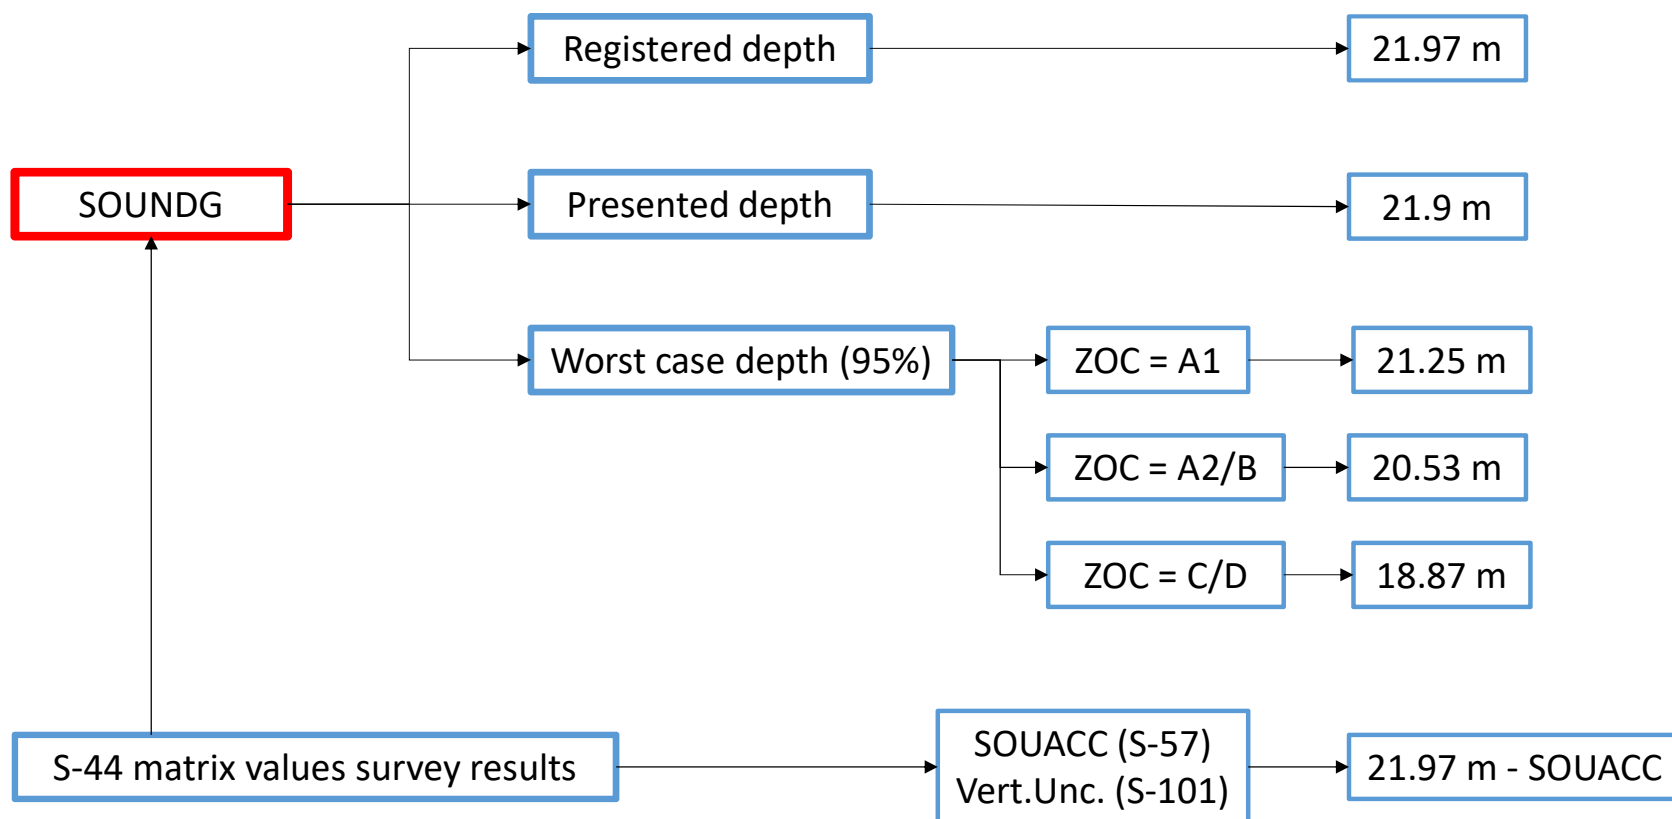 Registered depth
21.97 m
SOUNDG
Presented depth
21.9 m
Worst case depth (95%)
ZOC = A1
21.25 m
ZOC = A2/B
20.53 m
ZOC = C/D
18.87 m
S-44 matrix values survey results
SOUACC (S-57)
Vert.Unc. (S-101)
21.97 m - SOUACC